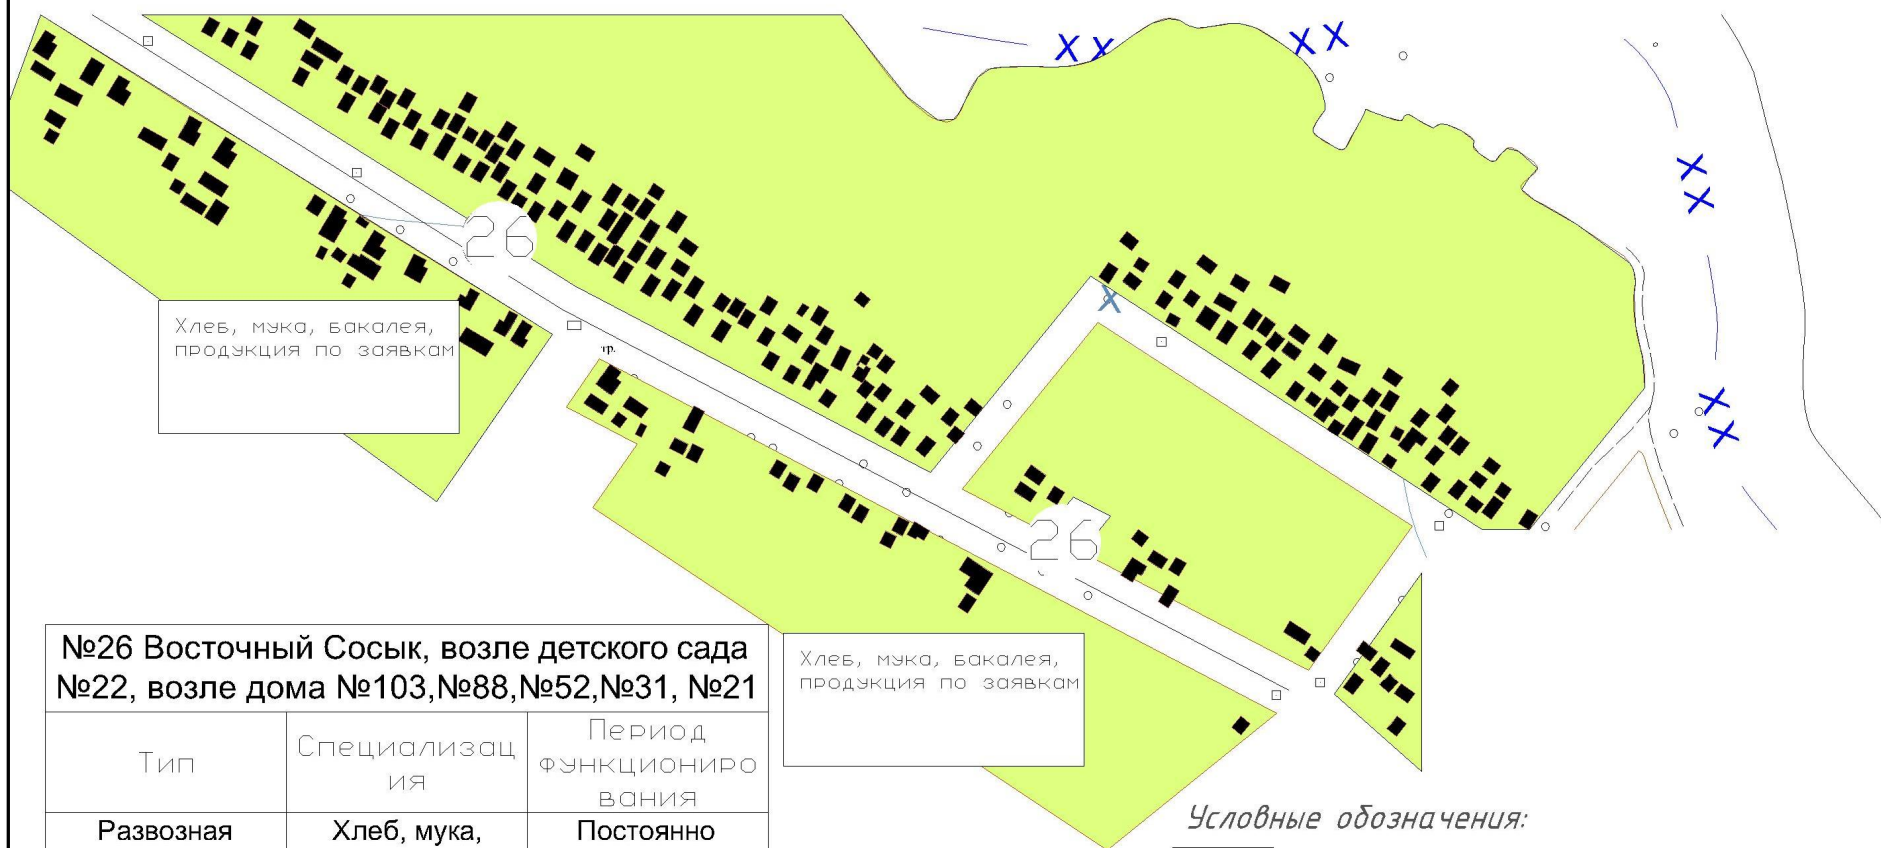 26
Хлеб, мука, бакалея,
продукция по заявкам
тр.
26
Хлеб, мука, бакалея,
продукция по заявкам
№26 Восточный Сосык, возле детского сада
№22, возле дома №103,№88,№52,№31, №21
Тип
Специализац
ия
Период
функциониро
вания
Развозная
Хлеб, мука,
Постоянно
Условные обозначения: